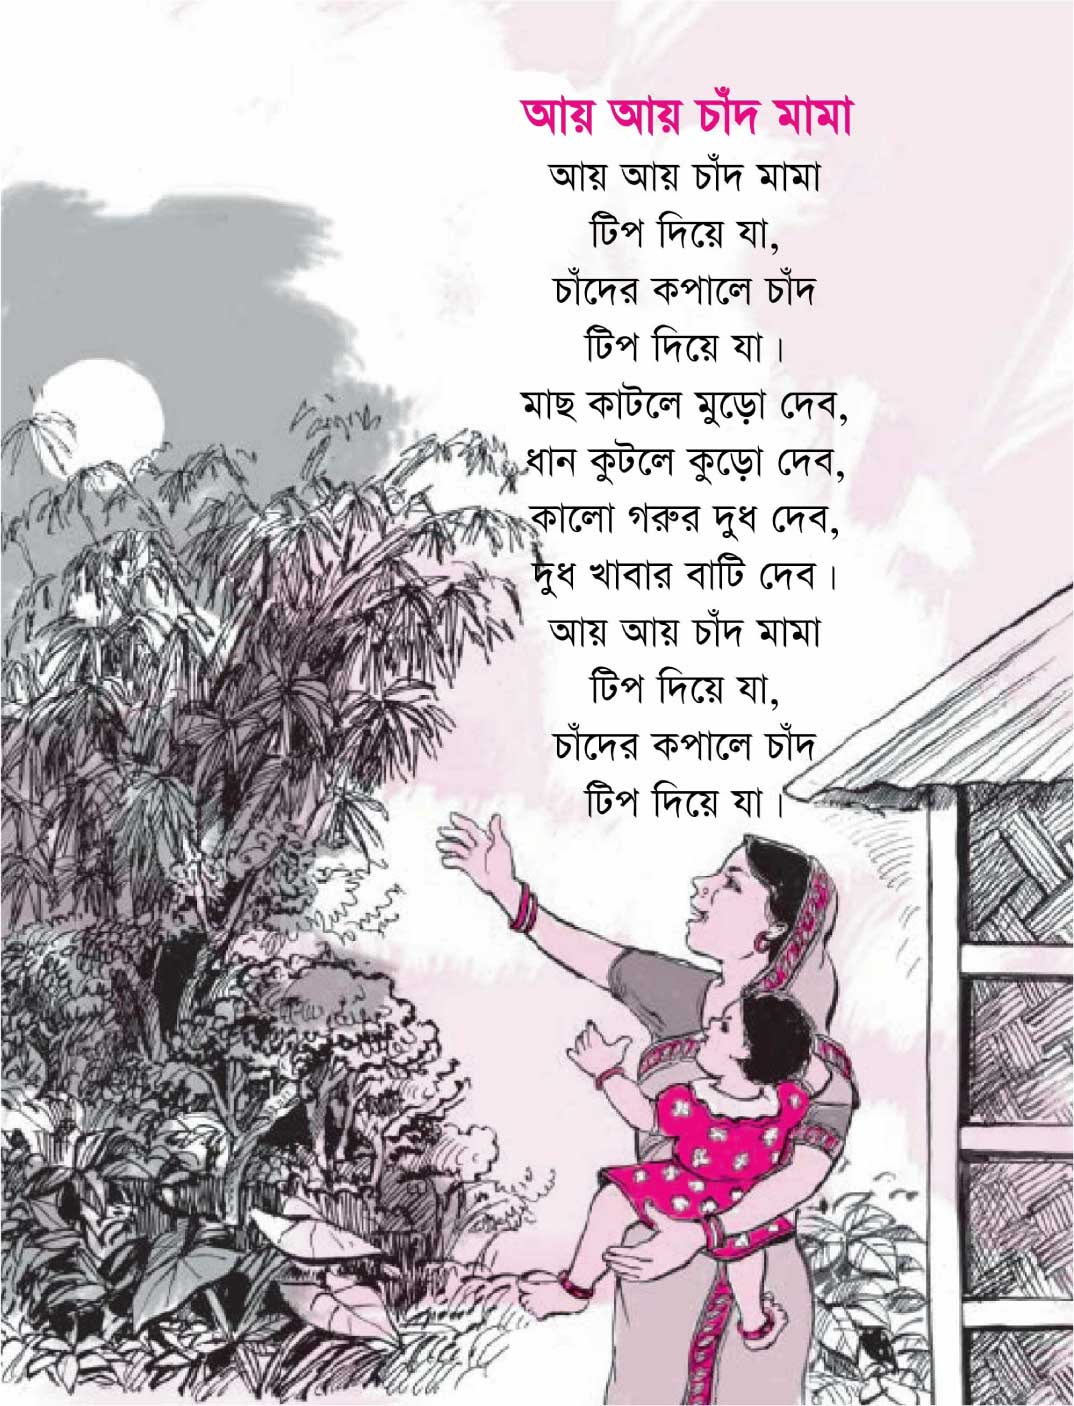 আয় আয় চাঁদ মামা
আয় আয় চাঁদ মামা
টিপ দিয়ে যা,
চাঁদের কপালে চাঁদ
টিপ দিয়ে যা।
মাছ কাটলে মুড়ো দেব,
ধান কুটলে কুড়ো দেব,
কালো গরুর দুধ দেব,
দুধ খাবার বাটি দেব।
আয় আয় চাঁদ মামা
টিপ দিয়ে যা,
চাঁদের কপালে চাঁদ
টিপ দিয়ে যা।